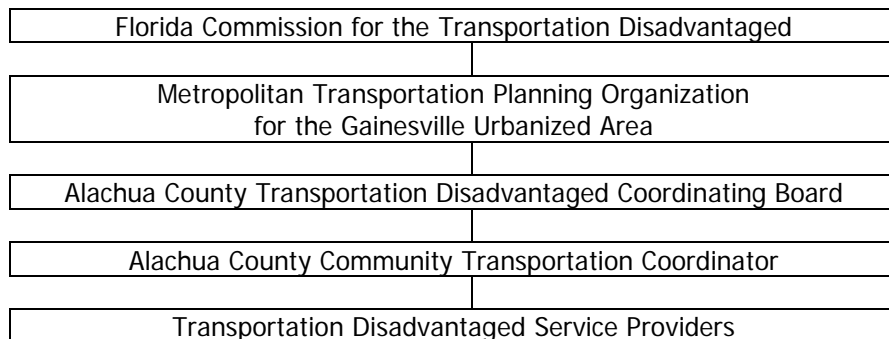 Florida Commission for the Transportation Disadvantaged
Metropolitan Transportation Planning Organization
for the Gainesville Urbanized Area
Alachua County Transportation Disadvantaged Coordinating Board
Alachua County Community Transportation Coordinator
Transportation Disadvantaged Service Providers